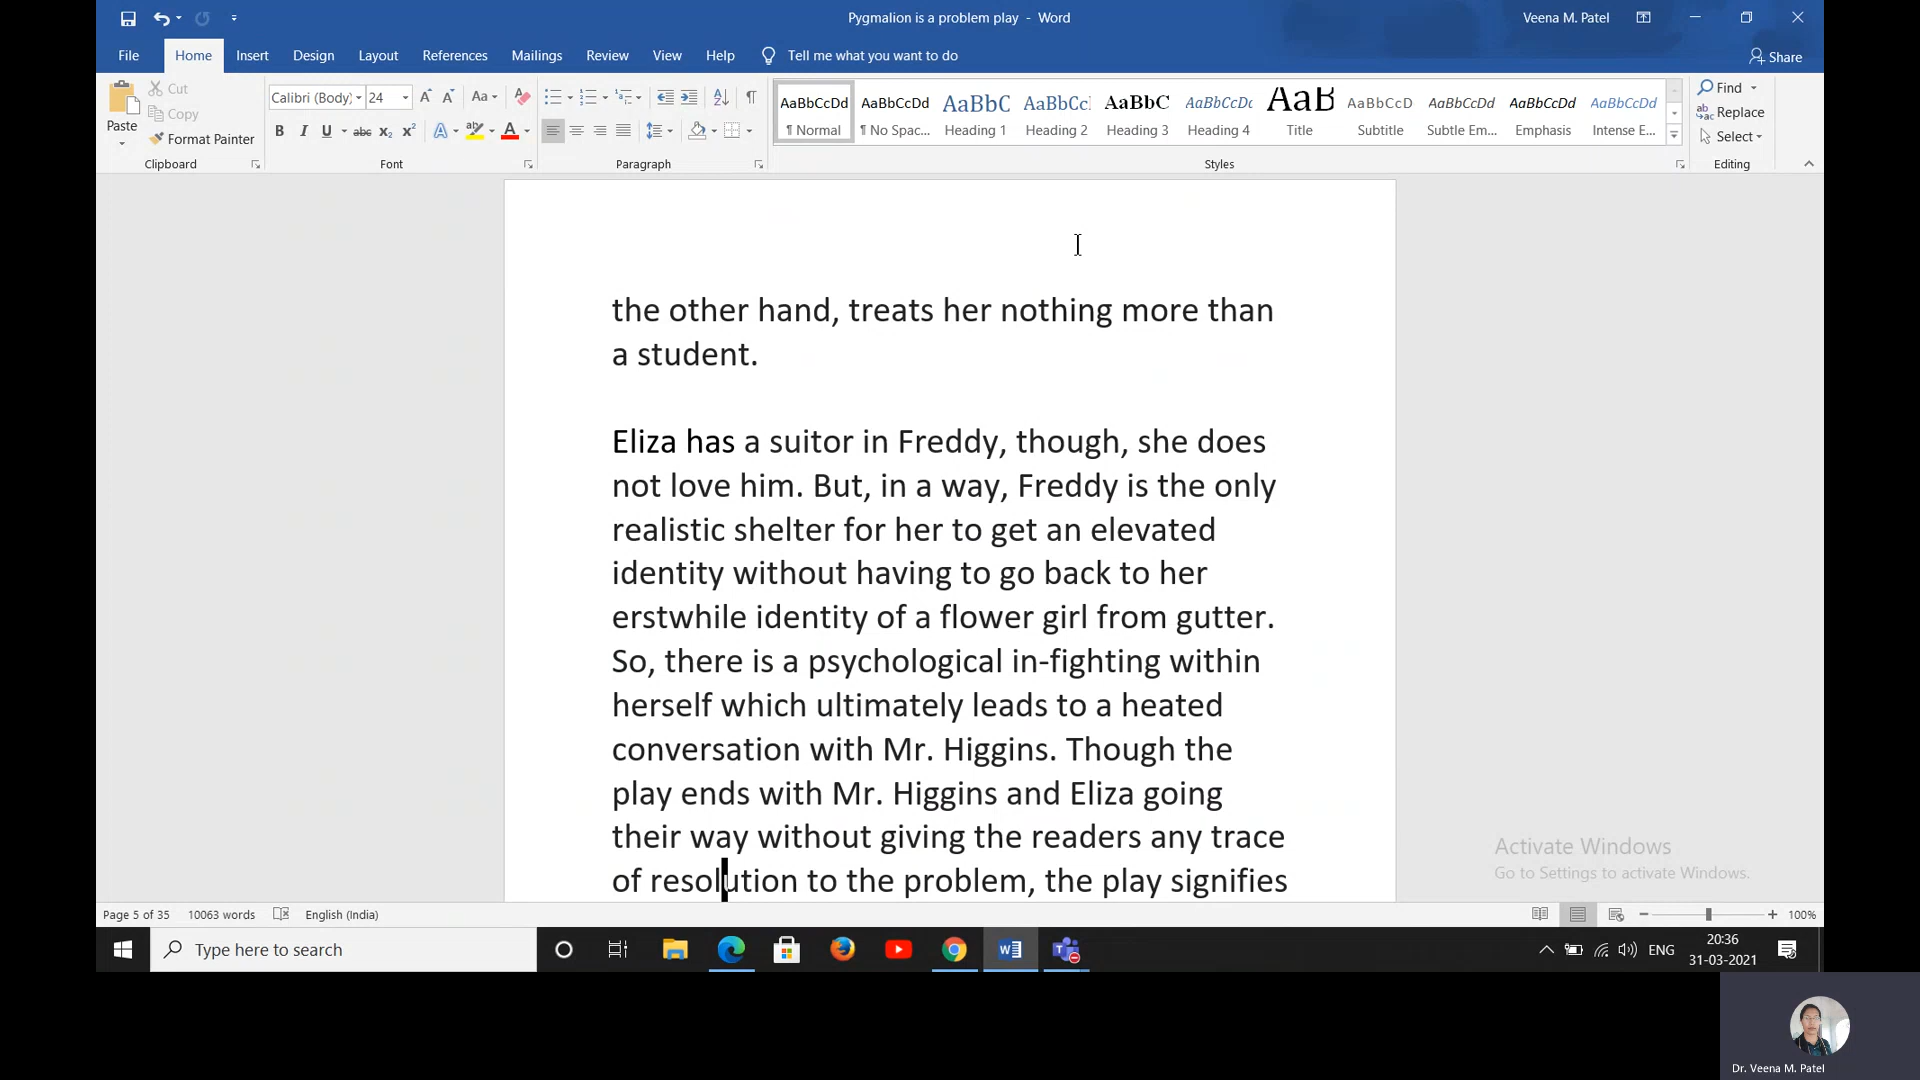 Pygmalion is a problem play - Word
Veena M. Patel
File Home Insert Design Layout References Mailings Review View Help Tell me what you want to do
Share
Paste
Cut
Copy
Format Painter
Clipboard
Calibri (Body) 24
Aa
B I U abc x₂ x² A A
Font
Paragraph
AaBbCcDd AaBbCcDd AaBbC AaBbCc AaBbC AaBbCcDc AaB AaBbCcD AaBbCcDd AaBbCcDd AaBbCcDd
¶ Normal ¶ No Spac... Heading 1 Heading 2 Heading 3 Heading 4 Title Subtitle Subtle Em... Emphasis Intense E...
Styles
Find
Replace
Select
Editing
the other hand, treats her nothing more than
a student.
Eliza has a suitor in Freddy, though, she does
not love him. But, in a way, Freddy is the only
realistic shelter for her to get an elevated
identity without having to go back to her
erstwhile identity of a flower girl from gutter.
So, there is a psychological in-fighting within
herself which ultimately leads to a heated
conversation with Mr. Higgins. Though the
play ends with Mr. Higgins and Eliza going
their way without giving the readers any trace
of resolution to the problem, the play signifies
Activate Windows
Go to Settings to activate Windows.
Page 5 of 35 10063 words English (India)
100%
Type here to search
ENG
20:36
31-03-2021
Dr. Veena M. Patel